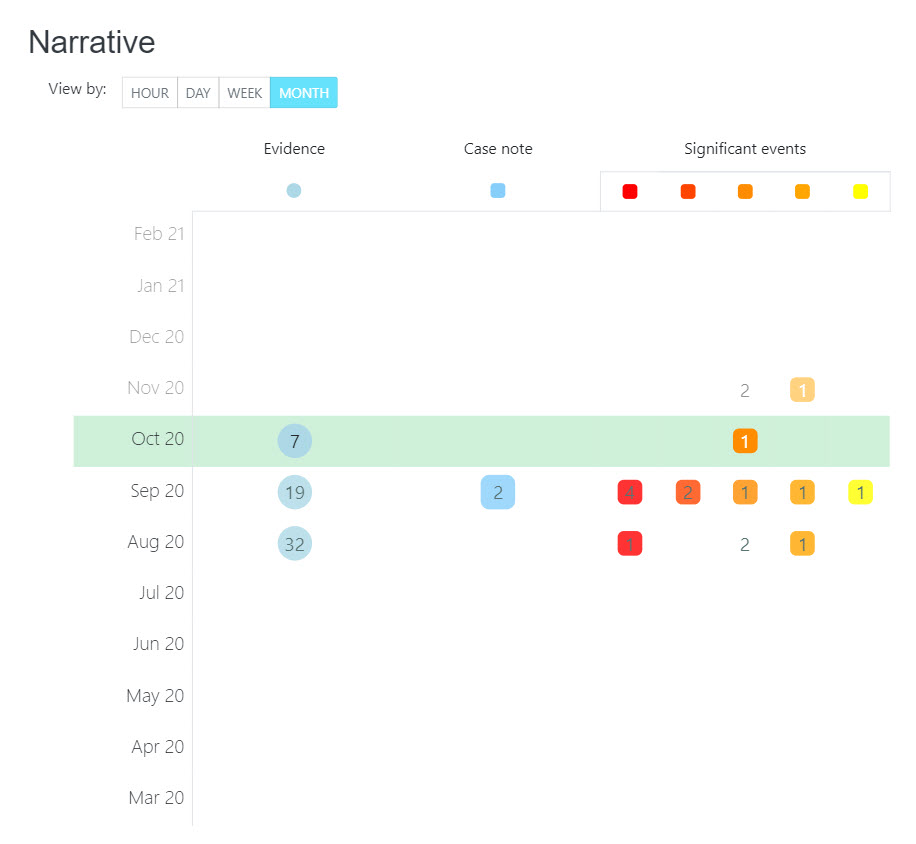 Narrative
View by: HOUR DAY WEEK MONTH
Evidence Case note Significant events
Feb 21
Jan 21
Dec 20
Nov 20 2 1
Oct 20 7 1
Sep 20 19 2 4 2 1 1 1
Aug 20 32 1 2 1
Jul 20
Jun 20
May 20
Apr 20
Mar 20